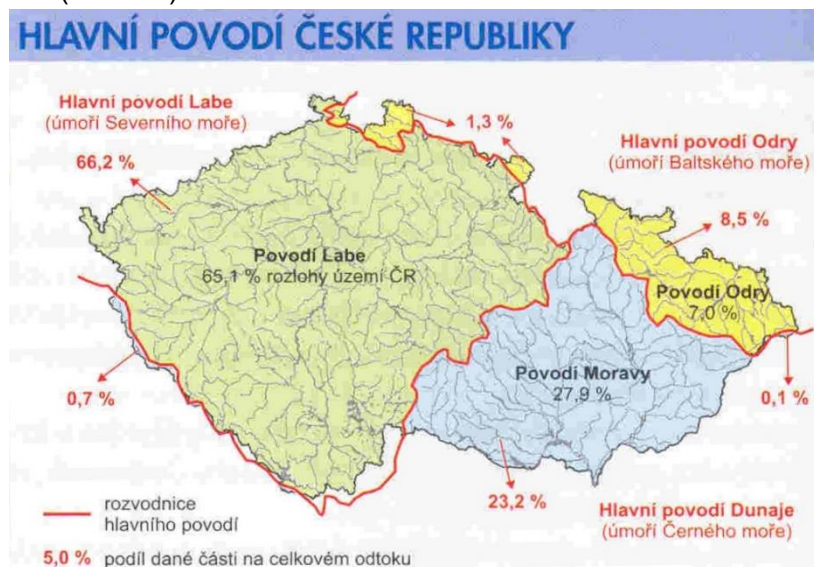 HLAVNÍ POVODÍ ČESKÉ REPUBLIKY
Hlavní povodí Labe
(úmoří Severního moře)
66,2 %
1,3 %
Hlavní povodí Odry
(úmoří Baltského moře)
8,5 %
Povodí Labe
65,1 % rozlohy území ČR
Povodí Odry
7,0 %
0,7 %
Povodí Moravy
27,9 %
0,1 %
23,2 %
Hlavní povodí Dunaje
(úmoří Černého moře)
rozvodnice
hlavního povodí
5,0 % podíl dané části na celkovém odtoku